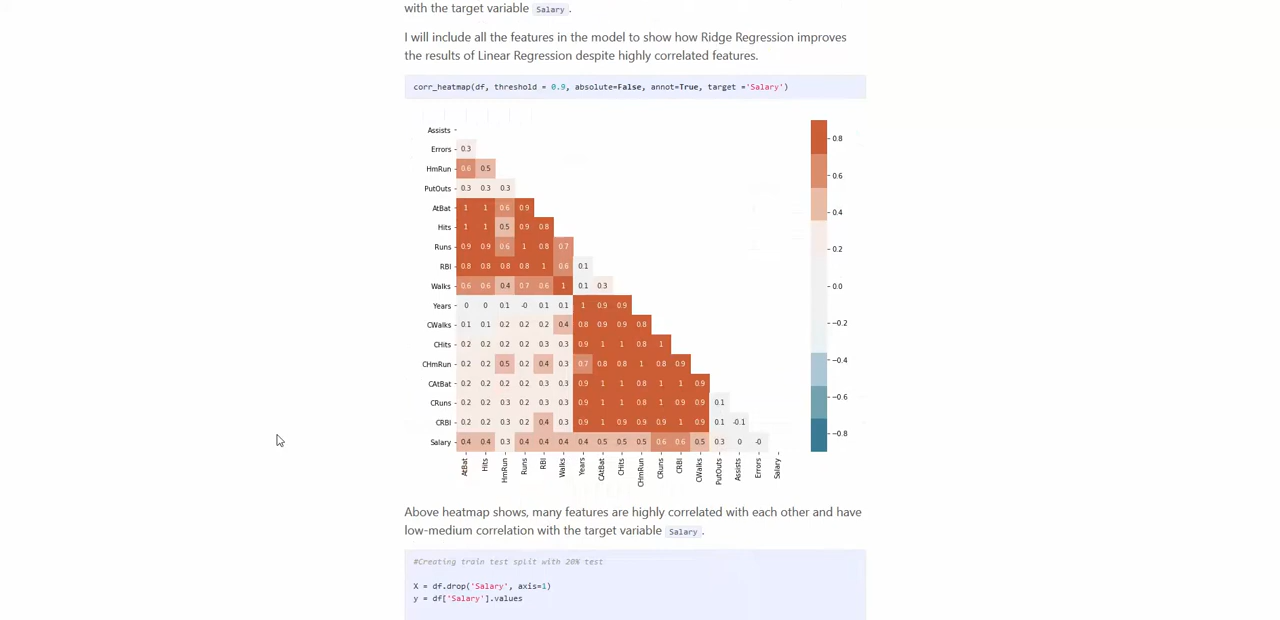 with the target variable Salary .
I will include all the features in the model to show how Ridge Regression improves
the results of Linear Regression despite highly correlated features.
corr_heatmap(df, threshold = 0.9, absolute=False, annot=True, target ='Salary')
Assists
Errors 0.3
HmRun 0.6 0.5
PutOuts 0.3 0.3 0.3
AtBat 1 1 0.6 0.9
Hits 1 1 0.5 0.9 0.8
Runs 0.9 0.9 0.6 1 0.8 0.7
RBI 0.8 0.8 0.8 0.8 1 0.6 0.1
Walks 0.6 0.6 0.4 0.7 0.6 1 0.1 0.3
Years 0 0 0.1 -0 0.1 0.1 1 0.9 0.9
CWalks 0.1 0.1 0.2 0.2 0.2 0.4 0.8 0.9 0.9 0.8
CHits 0.2 0.2 0.2 0.2 0.3 0.3 0.9 1 1 0.8 1
CHmRun 0.2 0.2 0.5 0.2 0.4 0.3 0.7 0.8 0.8 1 0.8 0.9
CAtBat 0.2 0.2 0.2 0.2 0.3 0.3 0.9 1 1 0.8 1 1 0.9
CRuns 0.2 0.2 0.3 0.2 0.3 0.3 0.9 1 1 0.8 1 0.9 0.9 0.1
CRBI 0.2 0.2 0.3 0.2 0.4 0.3 0.9 1 0.9 0.9 0.9 1 0.9 0.1 -0.1
Salary 0.4 0.4 0.3 0.4 0.4 0.4 0.4 0.5 0.5 0.5 0.6 0.6 0.5 0.3 0 -0
AtBat Hits HmRun Runs RBI Walks Years CAtBat CHits CHmRun CRuns CRBI CWalks PutOuts Assists Errors Salary
0.8
0.6
0.4
0.2
0.0
−0.2
−0.4
−0.6
−0.8
Above heatmap shows, many features are highly correlated with each other and have
low-medium correlation with the target variable Salary .
#Creating train test split with 20% test
X = df.drop('Salary', axis=1)
y = df['Salary'].values